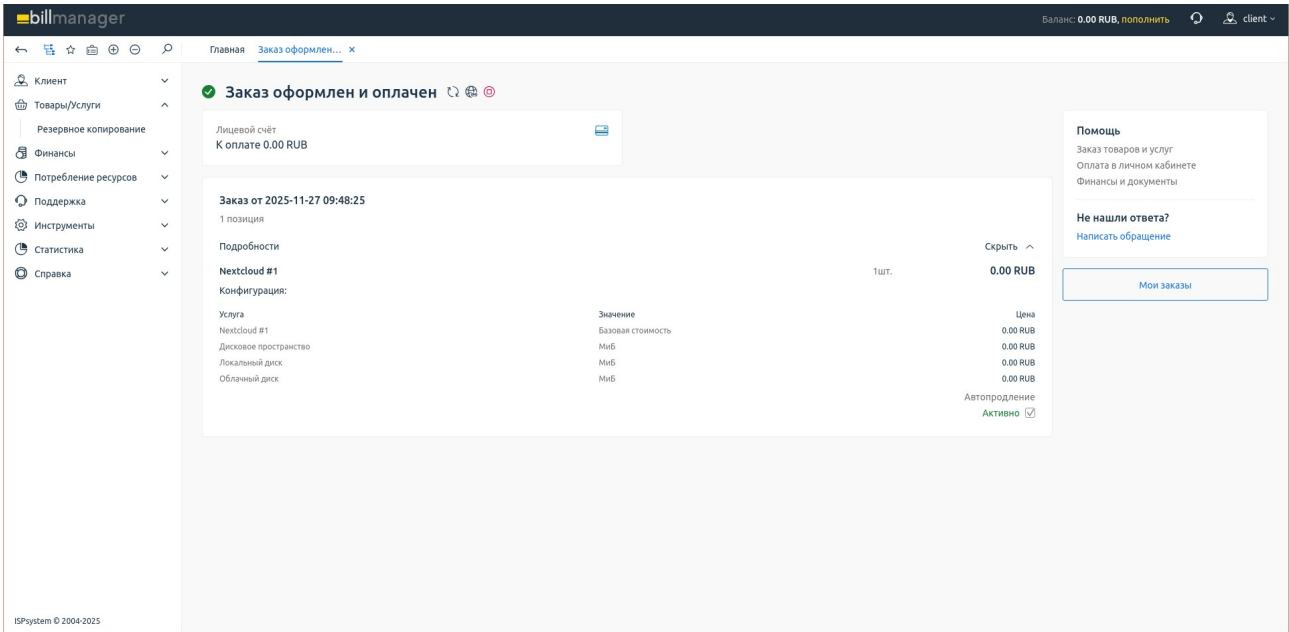 billmanager
Баланс: 0.00 RUB, пополнить
client
Главная
Заказ оформлен... ×
Клиент
Товары/Услуги
Резервное копирование
Финансы
Потребление ресурсов
Поддержка
Инструменты
Статистика
Справка
Заказ оформлен и оплачен
Лицевой счёт
К оплате 0.00 RUB
Заказ от 2025-11-27 09:48:25
1 позиция
Подробности Скрыть
Nextcloud #1 1шт. 0.00 RUB
Конфигурация:
Услуга Значение Цена
Nextcloud #1 Базовая стоимость 0.00 RUB
Дисковое пространство МиБ 0.00 RUB
Локальный диск МиБ 0.00 RUB
Облачный диск МиБ 0.00 RUB
Автопродление
Активно
Помощь
Заказ товаров и услуг
Оплата в личном кабинете
Финансы и документы
Не нашли ответа?
Написать обращение
Мои заказы
ISPsystem © 2004-2025